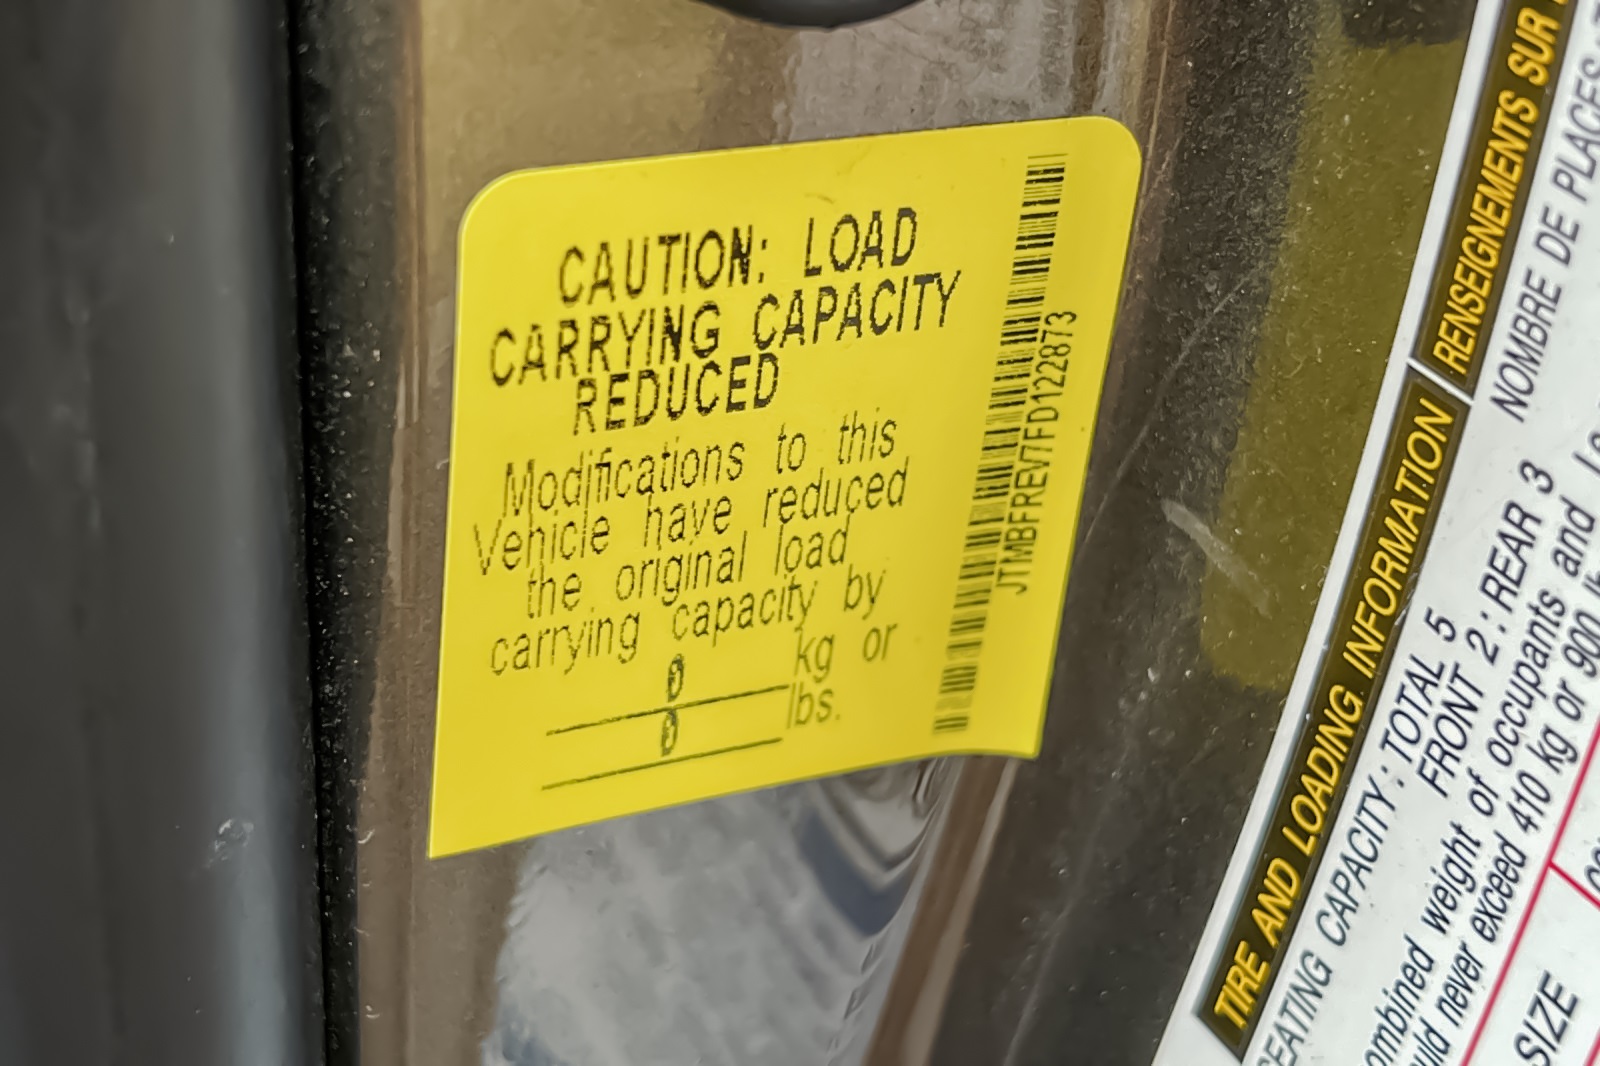 CAUTION: LOAD
CARRYING CAPACITY
REDUCED
Modifications to this
Vehicle have reduced
the original load
carrying capacity by
0 kg or
0 lbs.
JTMBFREV7FD122873
TIRE AND LOADING INFORMATION
RENSEIGNEMENTS SUR
SEATING CAPACITY : TOTAL 5
FRONT 2 : REAR 3
NOMBRE DE PLACES
weight of occupants and
never exceed 410 kg or 900
SIZE